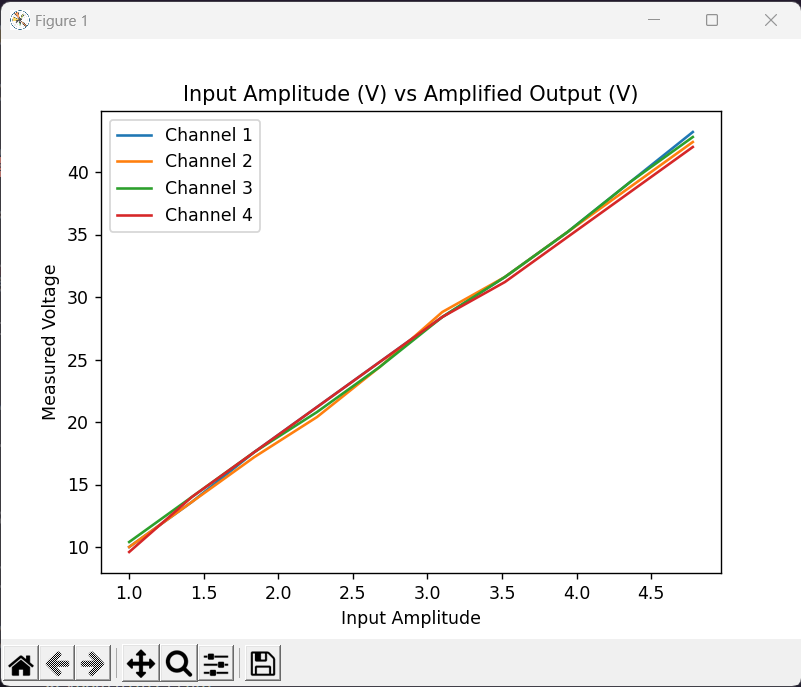 Figure 1
Input Amplitude (V) vs Amplified Output (V)
Channel 1
Channel 2
Channel 3
Channel 4
Measured Voltage
40
35
30
25
20
15
10
1.0 1.5 2.0 2.5 3.0 3.5 4.0 4.5
Input Amplitude